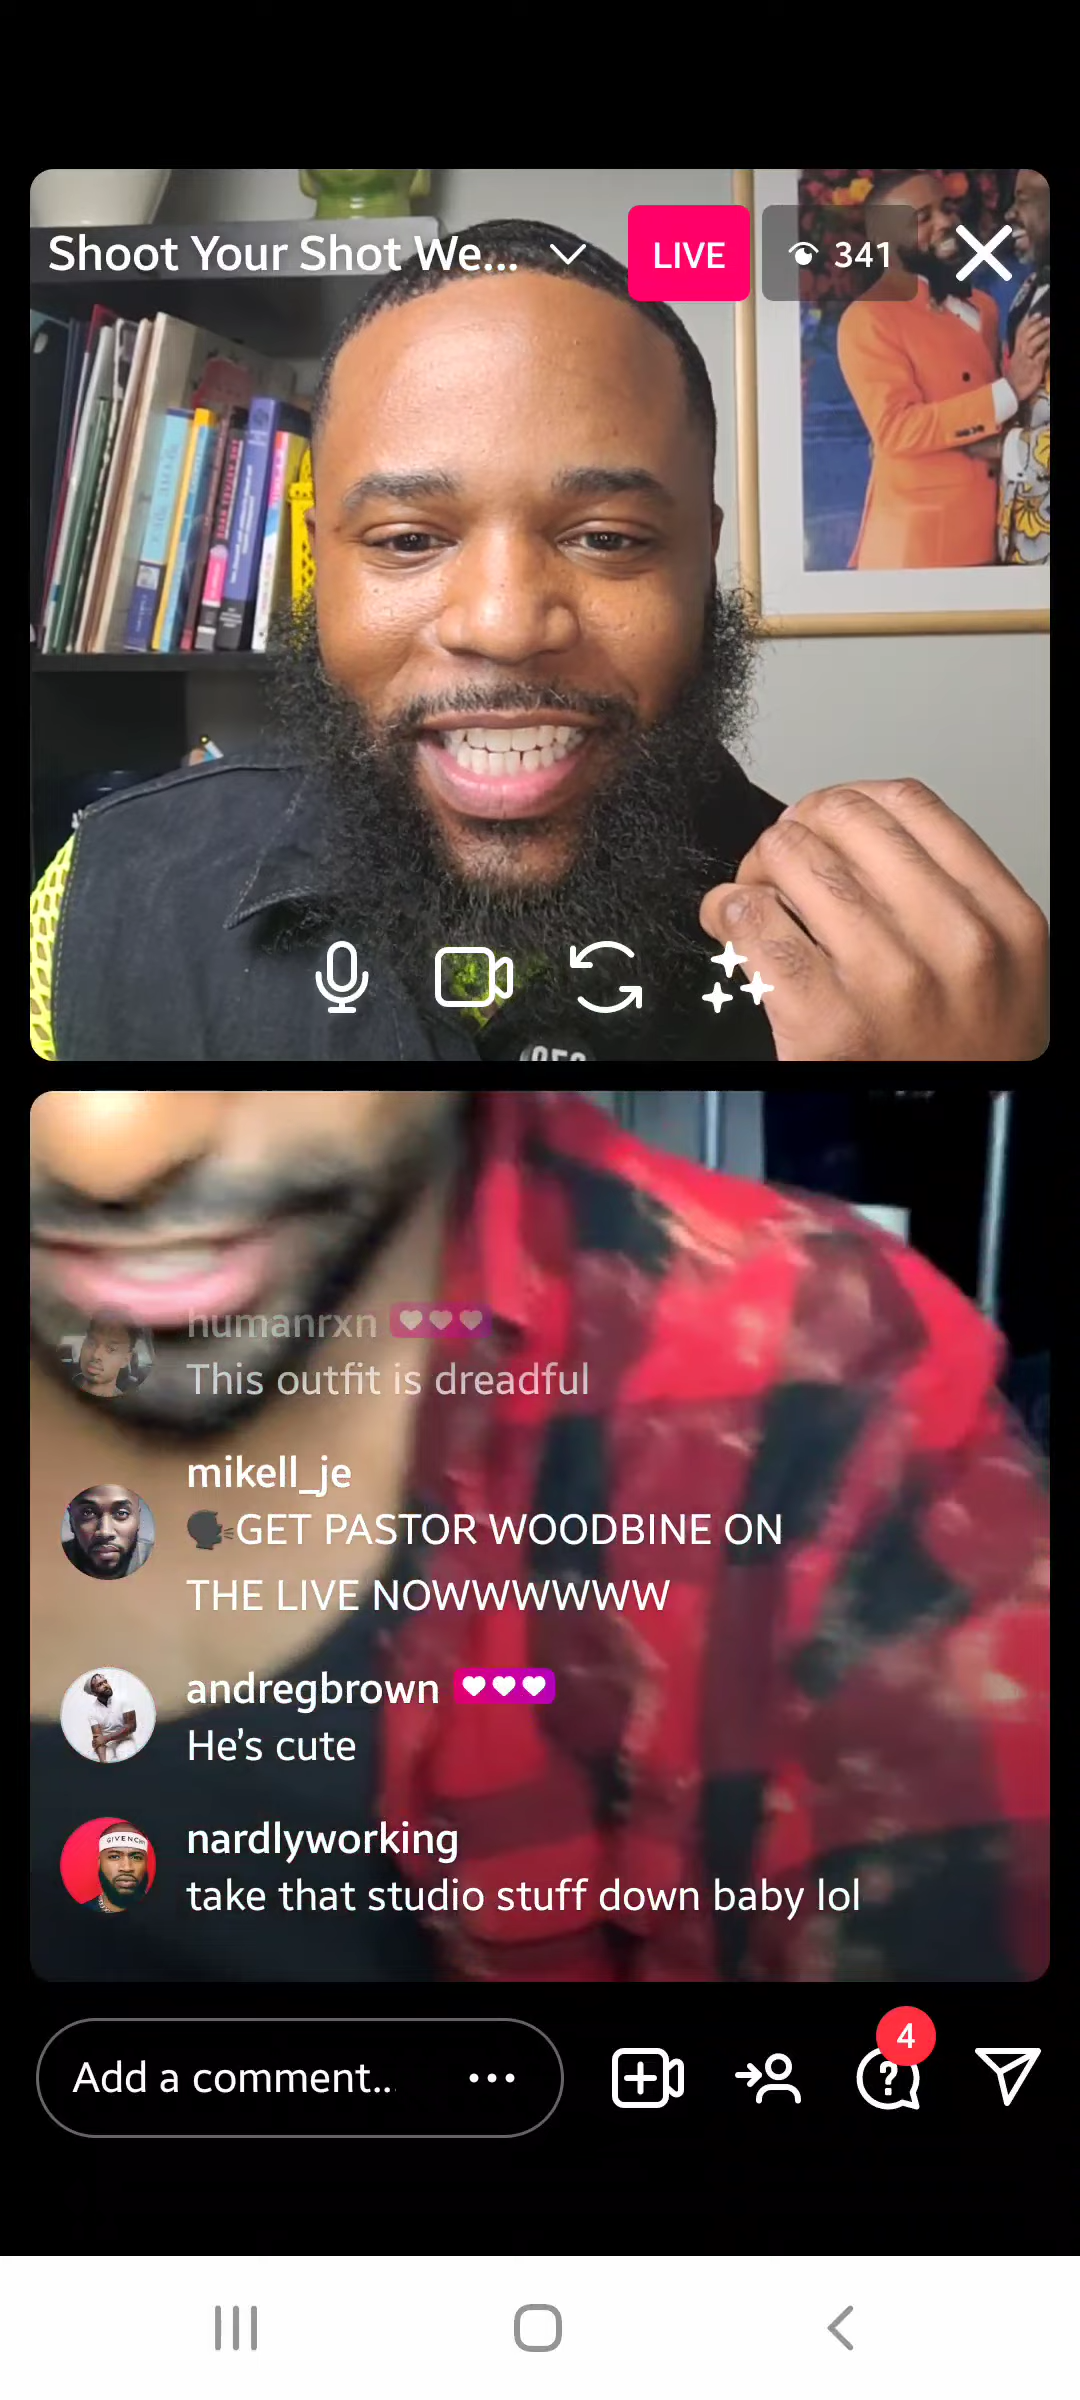 Shoot Your Shot We...
LIVE
341
humanrxn
This outfit is dreadful
mikell_je
🗣GET PASTOR WOODBINE ON
THE LIVE NOWWWWWW
andregbrown
He's cute
GIVENCHY
nardlyworking
take that studio stuff down baby lol
4
Add a comment...